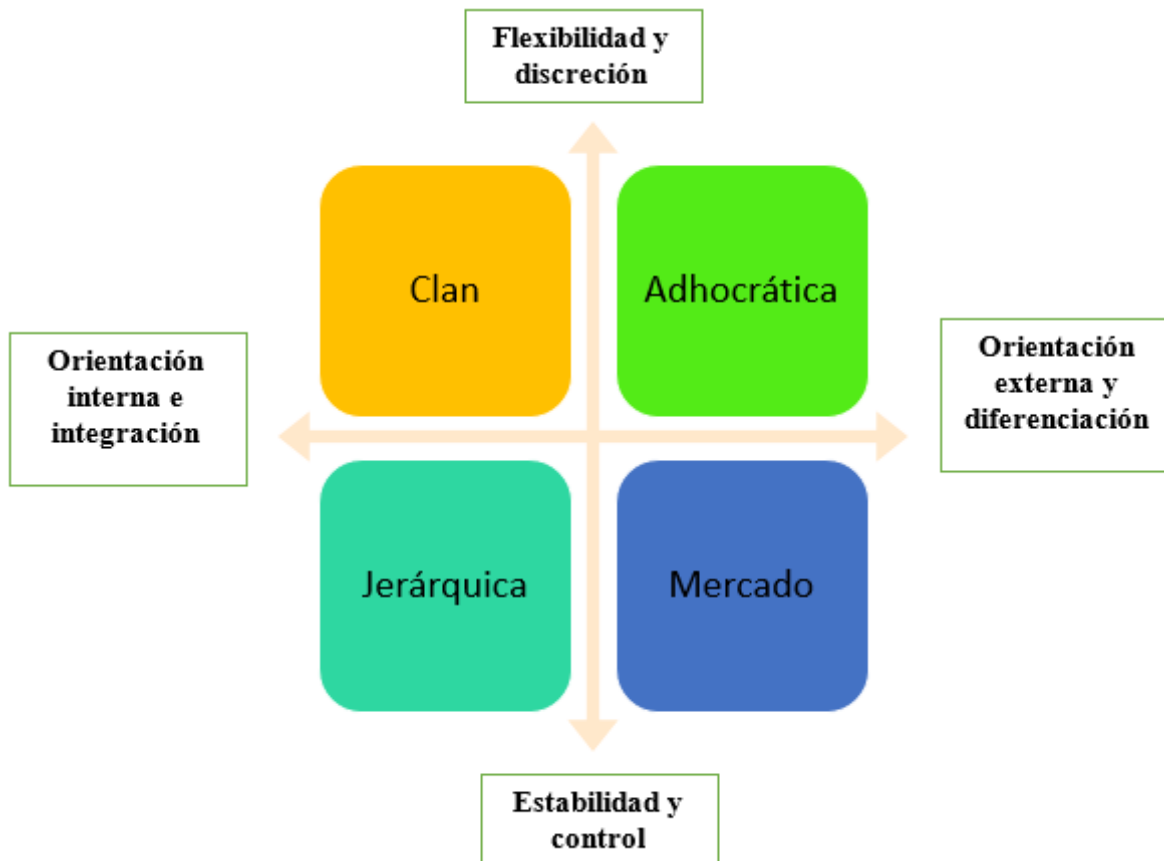 Flexibilidad y
discreción
Clan
Adhocrática
Orientación
interna e
integración
Orientación
externa y
diferenciación
Jerárquica
Mercado
Estabilidad y
control